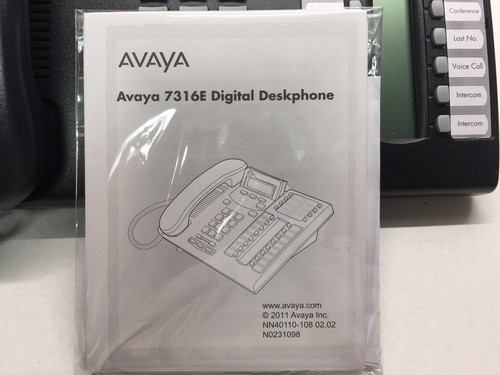 Conference
Last No.
Voice Call
Intercom
Intercom
AVAYA
Avaya 7316E Digital Deskphone
www.avaya.com
© 2011 Avaya Inc.
NN40110-108 02.02
N0231098